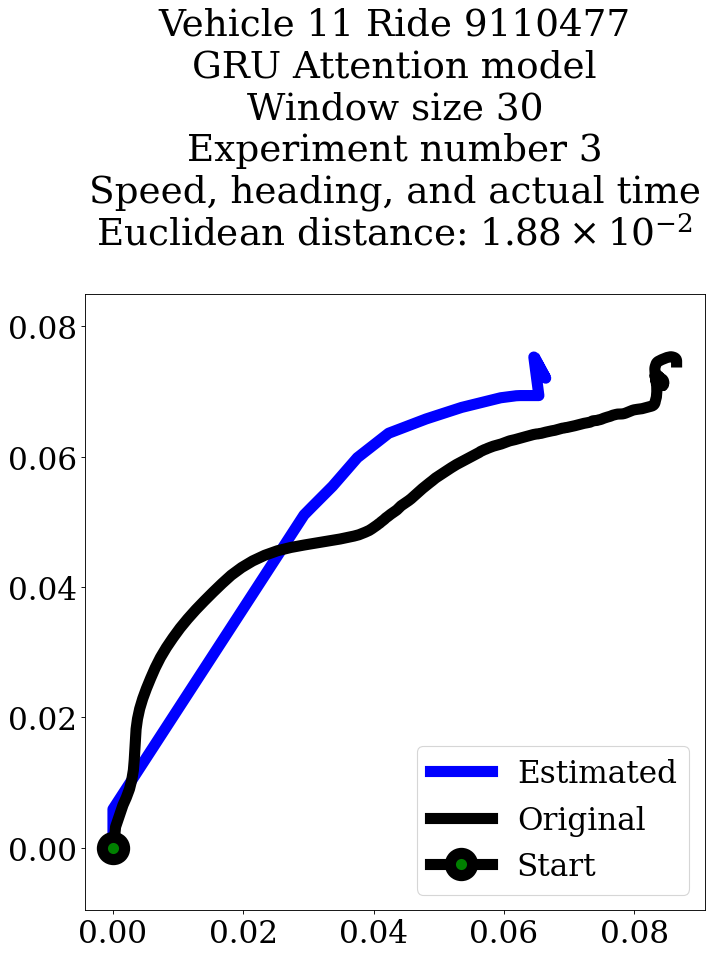 Vehicle 11 Ride 9110477
GRU Attention model
Window size 30
Experiment number 3
Speed, heading, and actual time
Euclidean distance: 1.88 × 10⁻²
0.08
0.06
0.04
0.02
0.00
Estimated
Original
Start
0.00 0.02 0.04 0.06 0.08